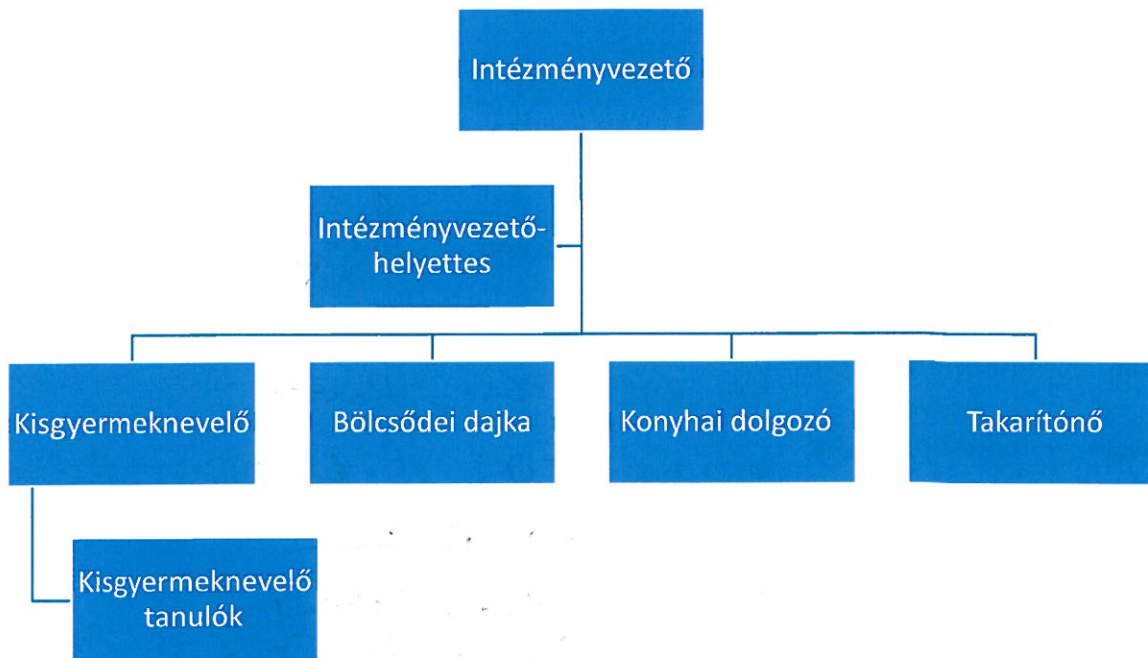 Intézményvezető
Intézményvezető-
helyettes
Kisgyermeknevelő
Bölcsődei dajka
Konyhai dolgozó
Takarítónő
Kisgyermeknevelő
tanulók